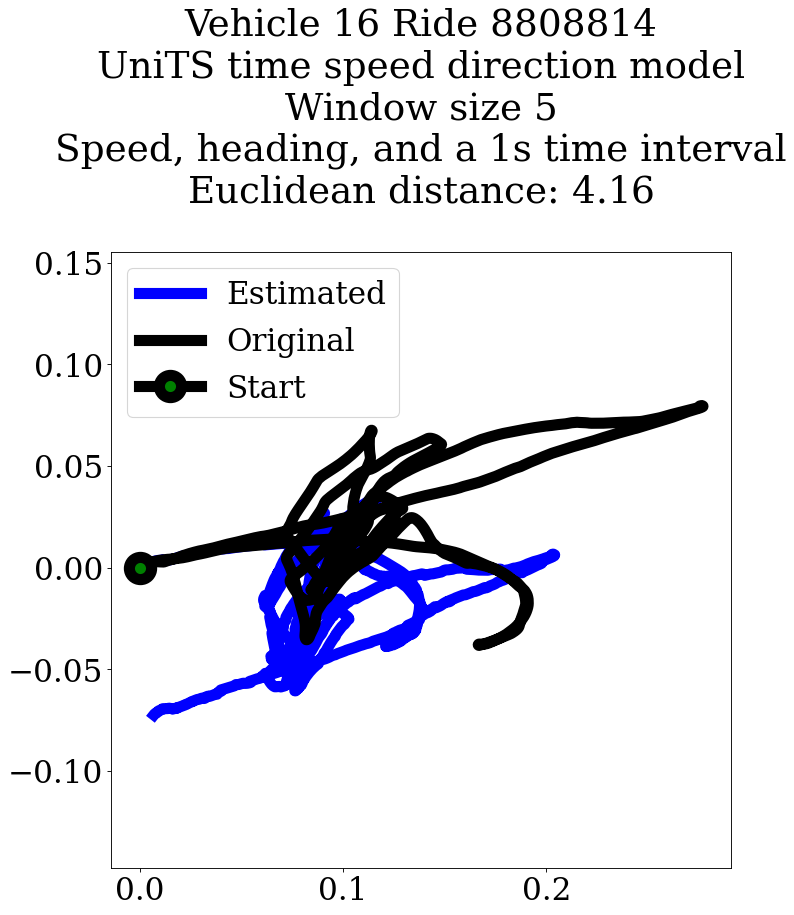 Vehicle 16 Ride 8808814
UniTS time speed direction model
Window size 5
Speed, heading, and a 1s time interval
Euclidean distance: 4.16
0.15
0.10
0.05
0.00
−0.05
−0.10
Estimated
Original
Start
0.0
0.1
0.2